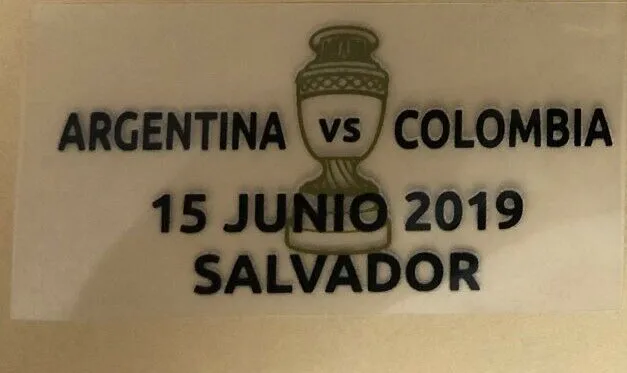 ARGENTINA VS COLOMBIA
15 JUNIO 2019
SALVADOR